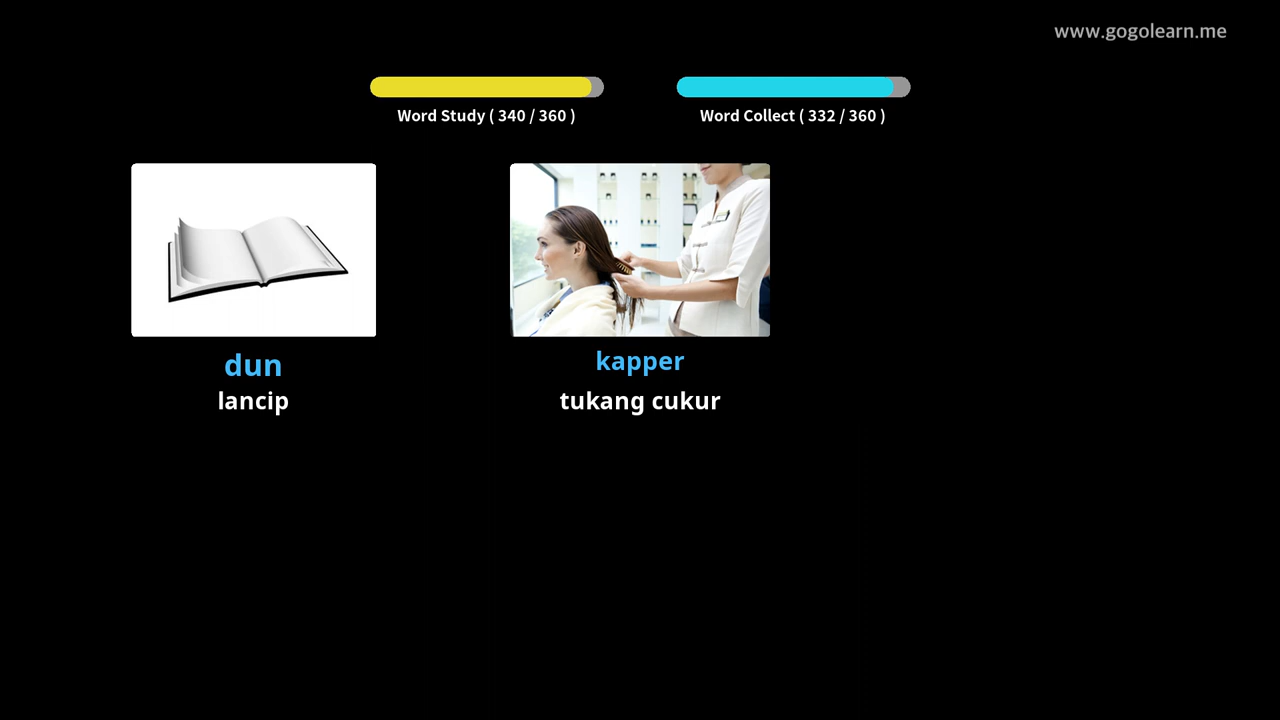 www.gogolearn.me
Word Study ( 340 / 360 )
Word Collect ( 332 / 360 )
dun
lancip
kapper
tukang cukur